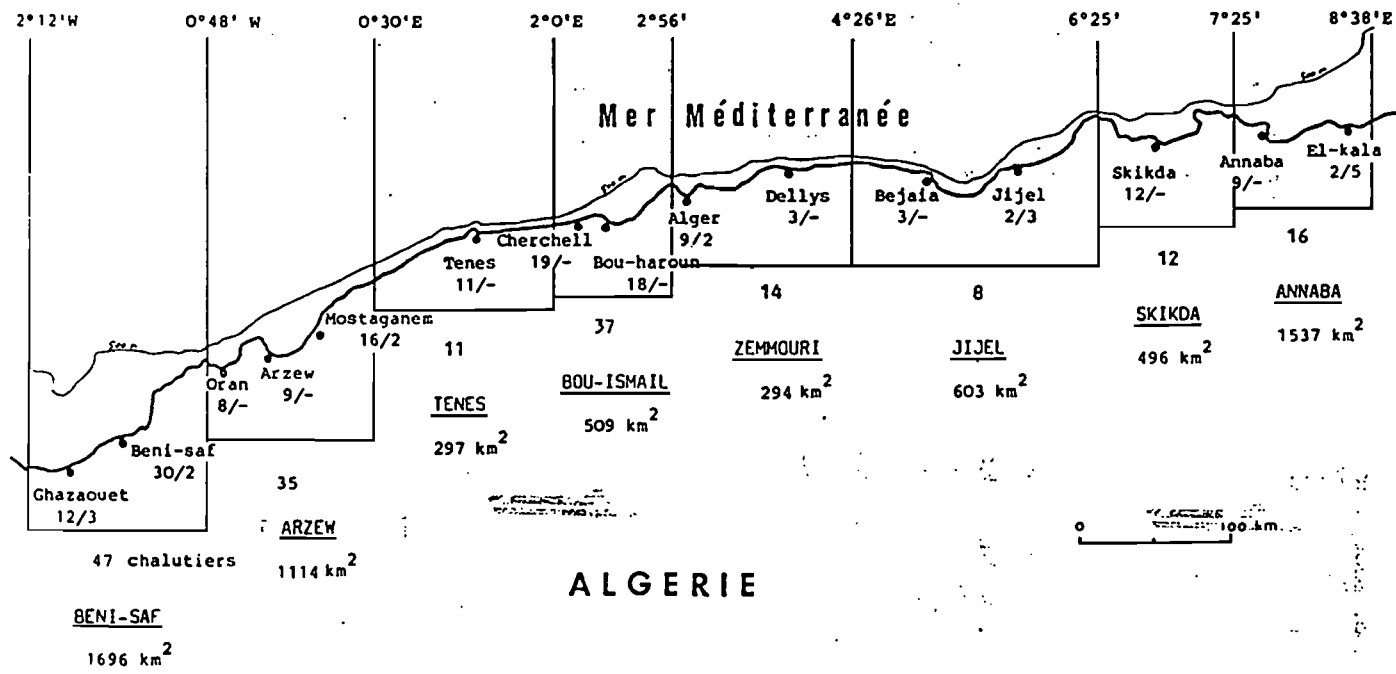 2°12'W 0°48' W 0°30'E 2°0'E 2°56' 4°26'E 6°25' 7°25' 8°38'E
500 m
Mer Méditerranée
500 m
500 m
El-kala
2/5
Annaba
9/-
Skikda
12/-
Jijel
2/3
Bejaia
3/-
Dellys
3/-
Alger
9/2
Cherchell
19/-
Bou-haroun
18/-
Tenes
11/-
Mostaganem
16/2
Arzew
9/-
Oran
8/-
Beni-saf
30/2
Ghazaouet
12/3
47 chalutiers
BENI-SAF
1696 km²
35
ARZEW
1114 km²
11
TENES
297 km²
37
BOU-ISMAIL
509 km²
14
ZEMMOURI
294 km²
8
JIJEL
603 km²
12
SKIKDA
496 km²
16
ANNABA
1537 km²
0 100 km
ALGERIE